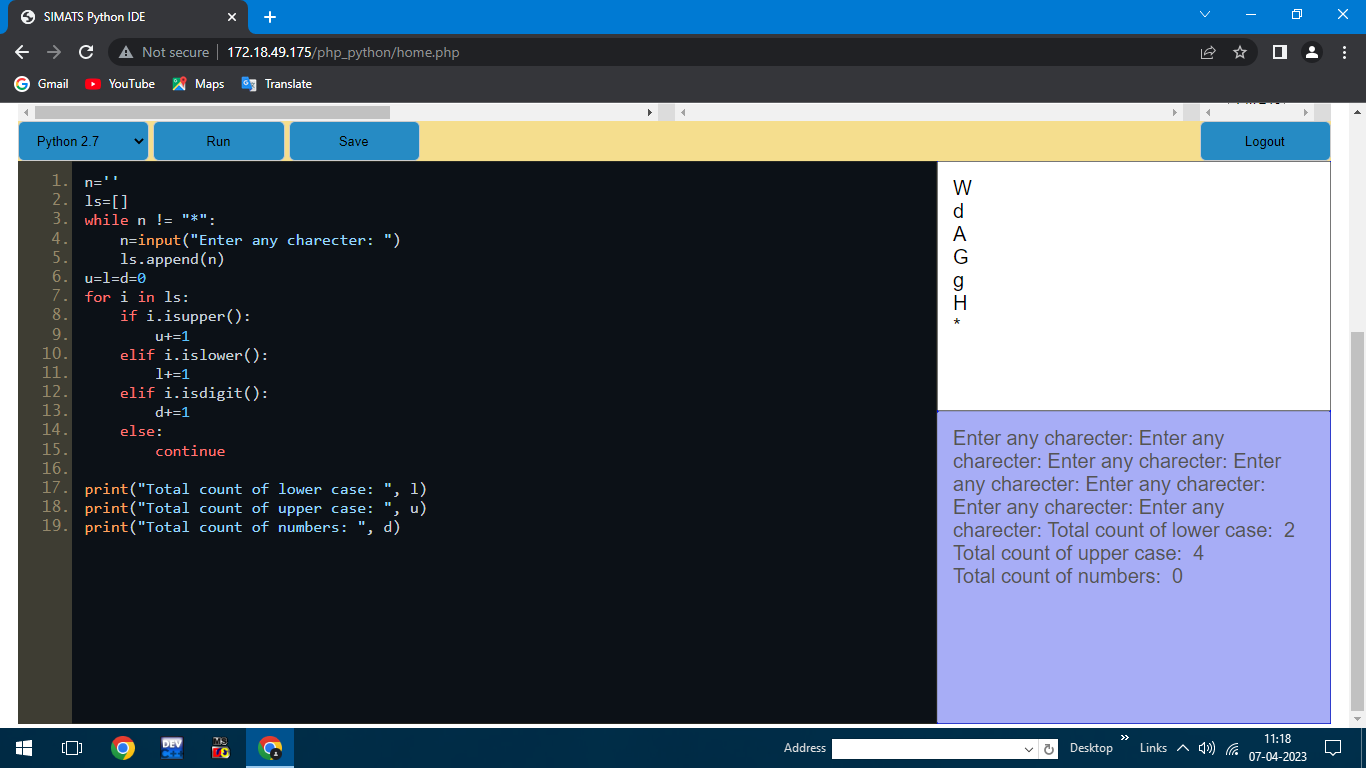 SIMATS Python IDE
Not secure
172.18.49.175/php_python/home.php
Gmail
YouTube
Maps
Translate
Python 2.7
Run
Save
Logout
1. n=''
2. ls=[]
3. while n != "*":
4.     n=input("Enter any charecter: ")
5.     ls.append(n)
6. u=l=d=0
7. for i in ls:
8.     if i.isupper():
9.         u+=1
10.     elif i.islower():
11.         l+=1
12.     elif i.isdigit():
13.         d+=1
14.     else:
15.         continue
16.
17. print("Total count of lower case: ", l)
18. print("Total count of upper case: ", u)
19. print("Total count of numbers: ", d)
W
d
A
G
g
H
*
Enter any charecter: Enter any
charecter: Enter any charecter: Enter
any charecter: Enter any charecter:
Enter any charecter: Enter any
charecter: Total count of lower case:  2
Total count of upper case:  4
Total count of numbers:  0
DEV
Address
Desktop
Links
11:18
07-04-2023